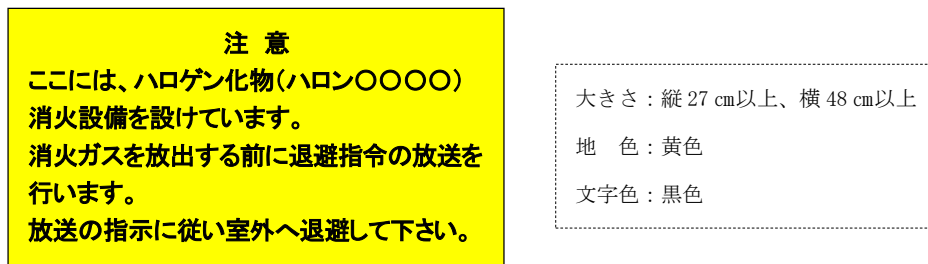 注 意
ここには、ハロゲン化物(ハロン〇〇〇〇)
消火設備を設けています。
消火ガスを放出する前に退避指令の放送を
行います。
放送の指示に従い室外へ退避して下さい。
大きさ：縦 27 ㎝以上、横 48 ㎝以上
地　色：黄色
文字色：黒色